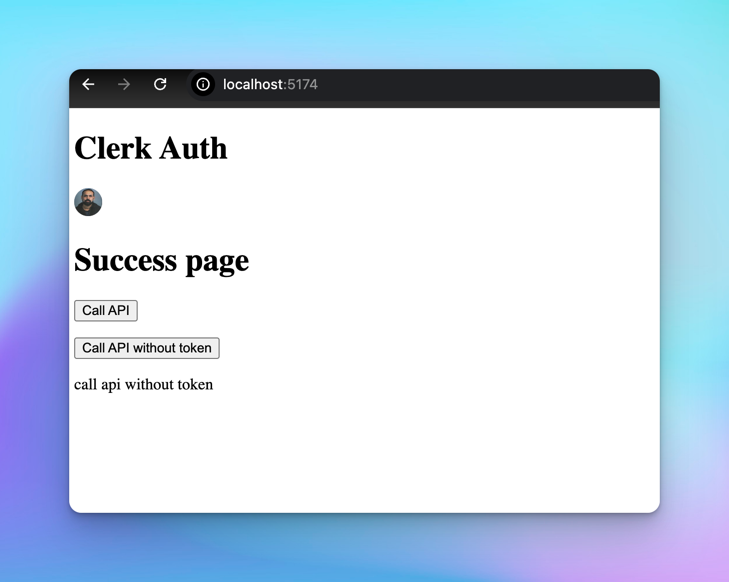 localhost:5174
Clerk Auth
Success page
Call API
Call API without token
call api without token